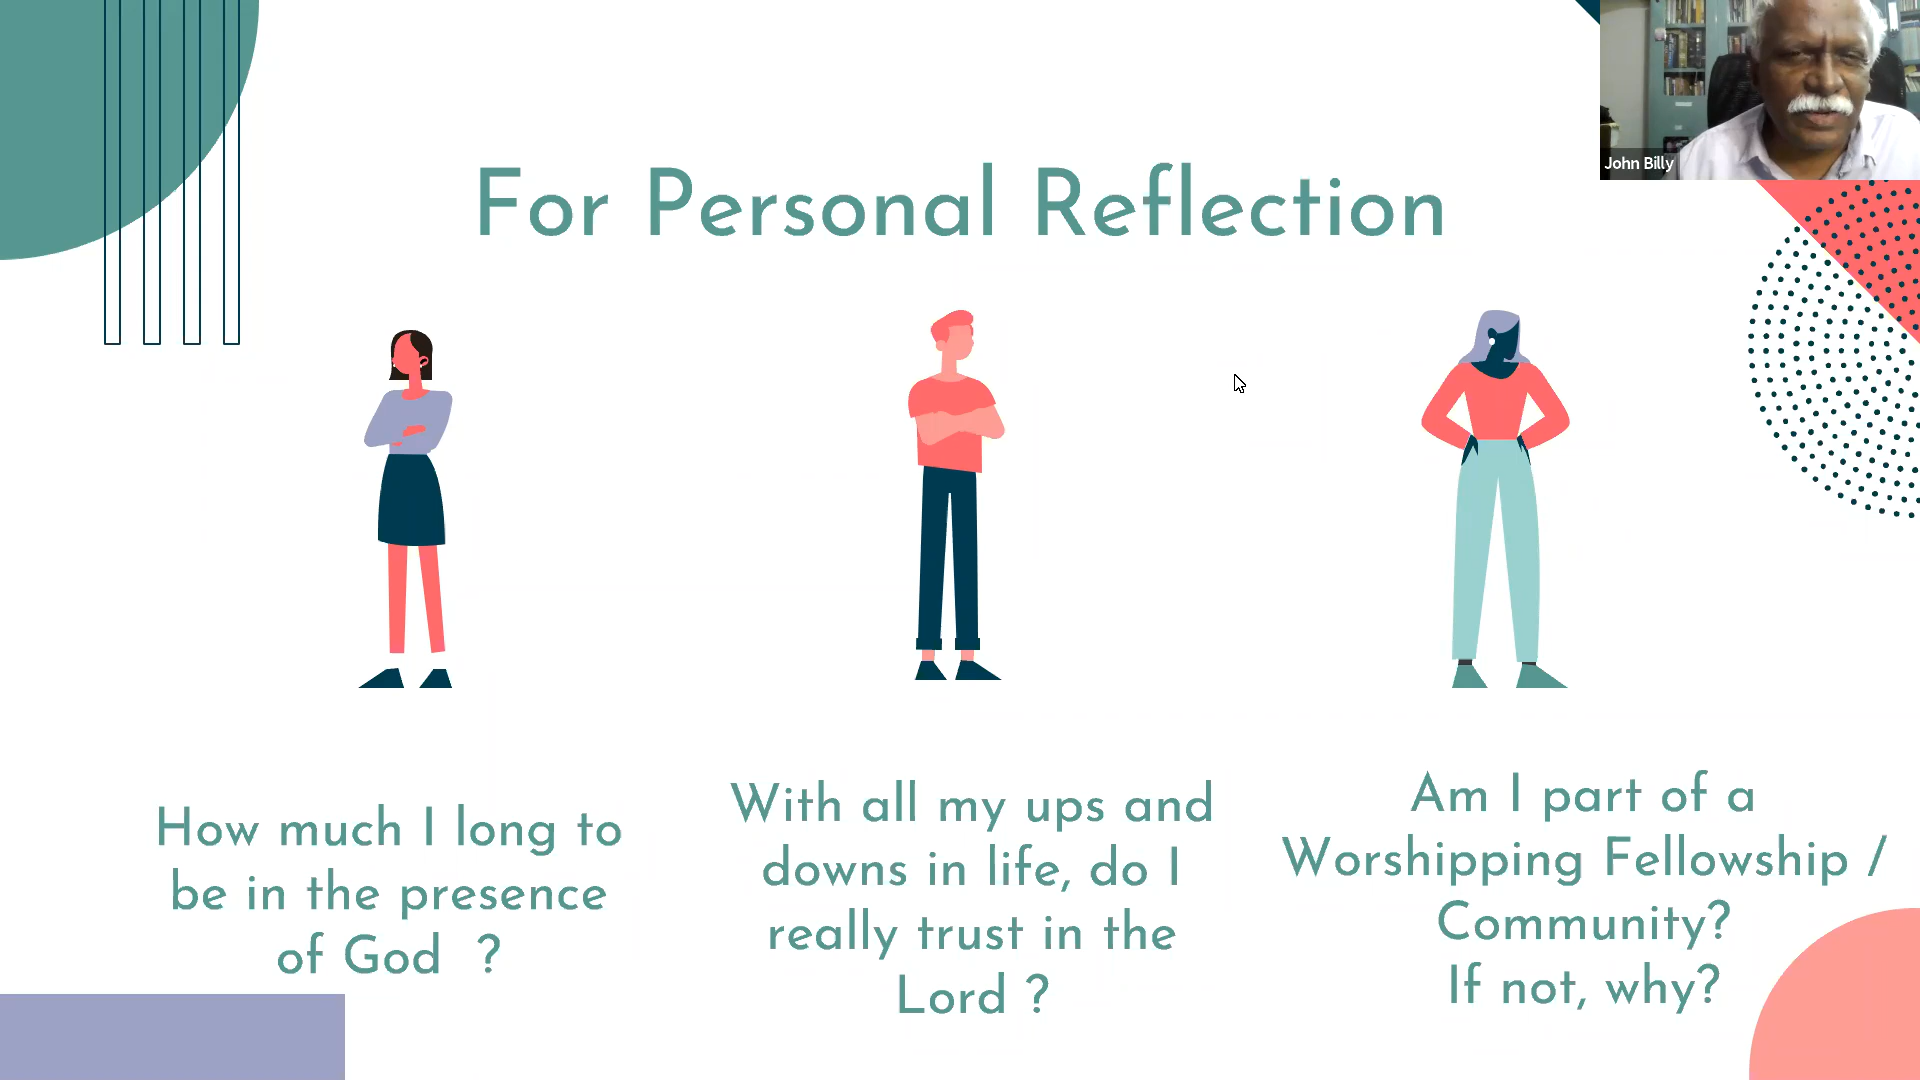 John Billy
For Personal Reflection
How much I long to
be in the presence
of God ?
With all my ups and
downs in life, do I
really trust in the
Lord ?
Am I part of a
Worshipping Fellowship /
Community?
If not, why?